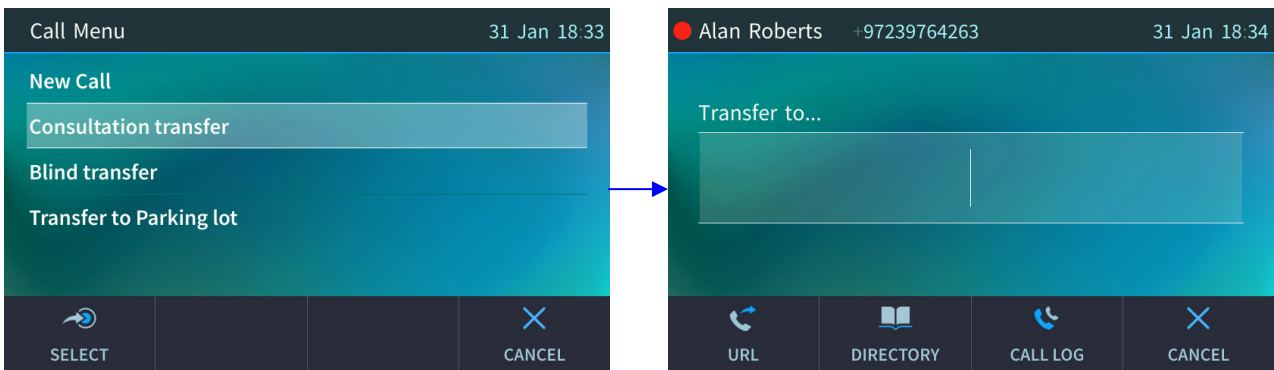 Call Menu 31 Jan 18:33
New Call
Consultation transfer
Blind transfer
Transfer to Parking lot
SELECT CANCEL
Alan Roberts +97239764263 31 Jan 18:34
Transfer to...
URL DIRECTORY CALL LOG CANCEL